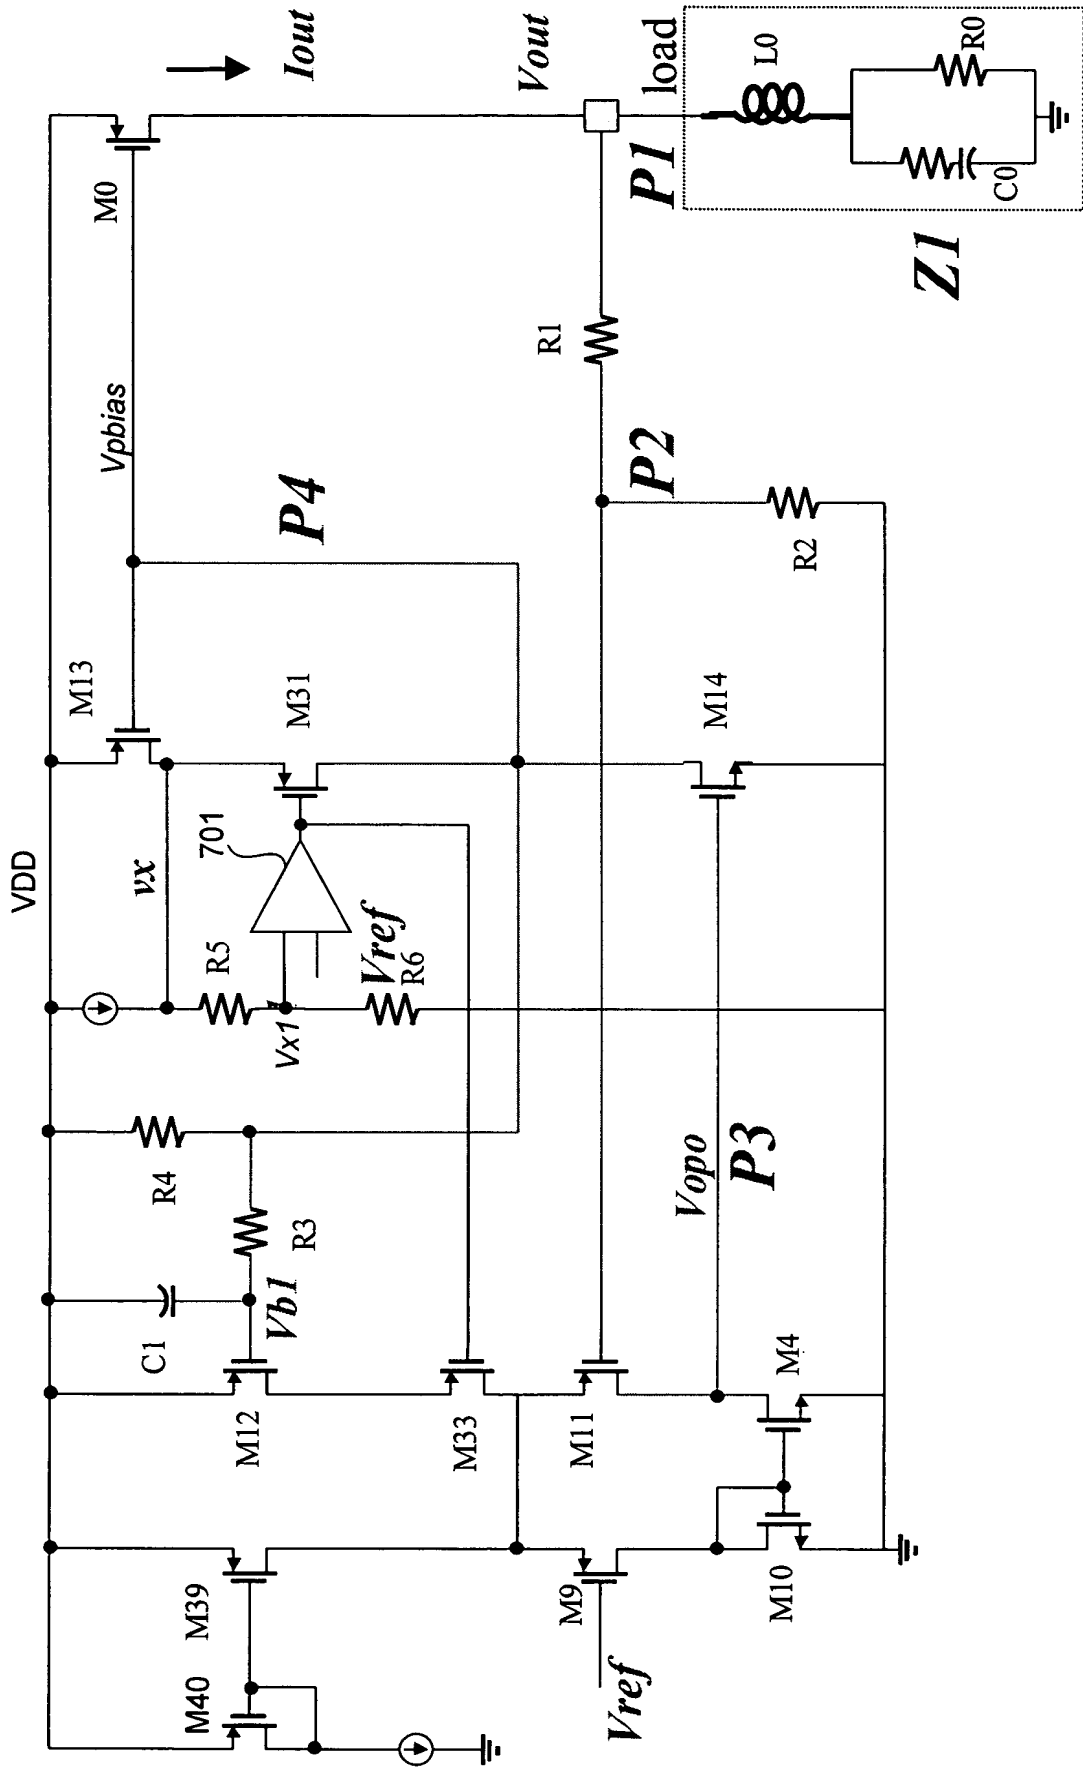 VDD
M0
Iout
Vpbias
M13
vx
P4
M31
701
R5
Vx1
Vref
R6
R4
R3
C1
Vb1
M12
M33
M39
M40
Vout
P1
load
L0
R0
C0
Z1
R1
P2
R2
M14
Vopo
P3
M11
M4
M9
M10
Vref